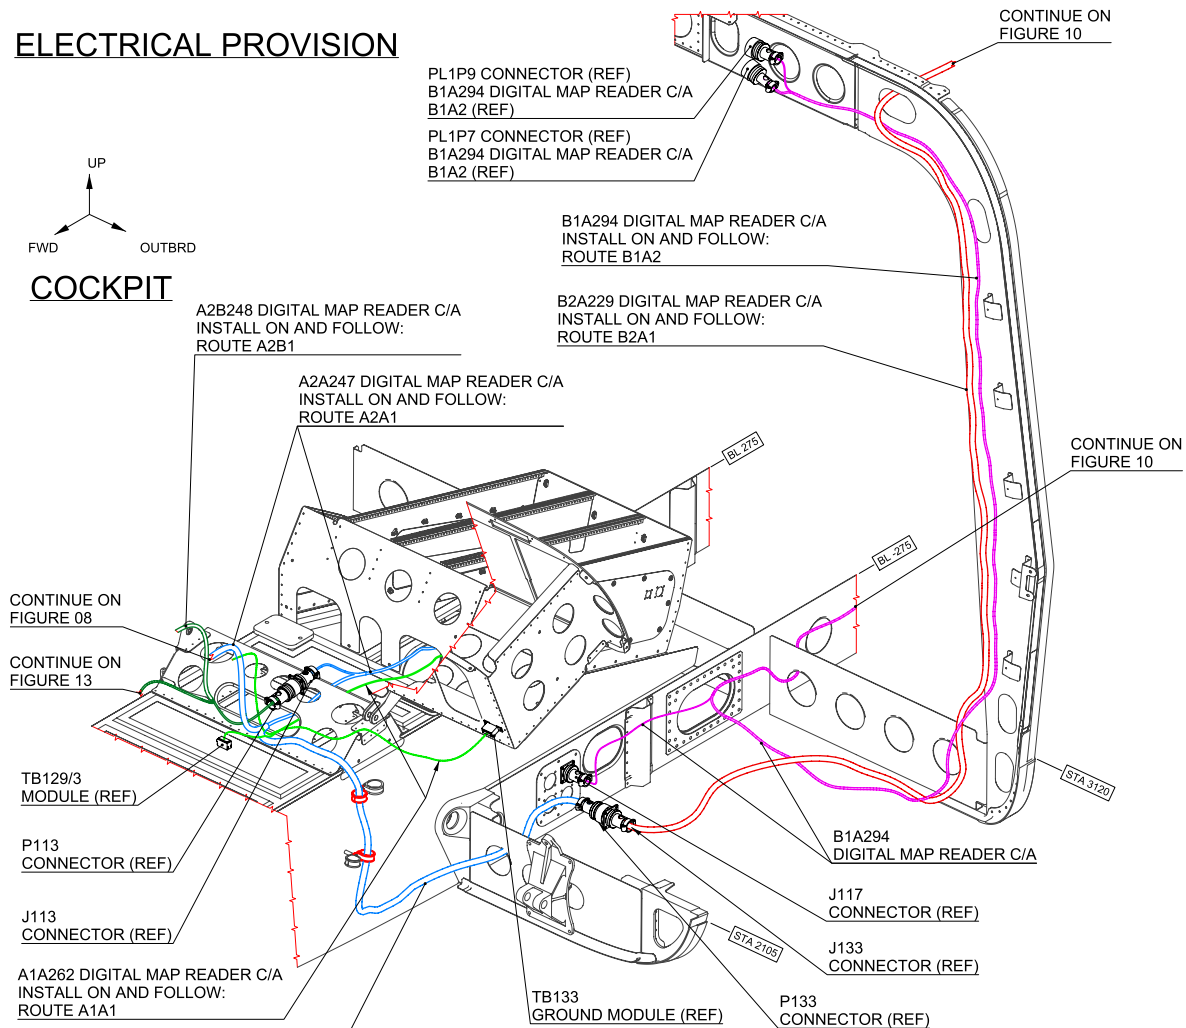 ELECTRICAL PROVISION
CONTINUE ON
FIGURE 10
PL1P9 CONNECTOR (REF)
B1A294 DIGITAL MAP READER C/A
B1A2 (REF)
PL1P7 CONNECTOR (REF)
B1A294 DIGITAL MAP READER C/A
B1A2 (REF)
UP
FWD
OUTBRD
COCKPIT
B1A294 DIGITAL MAP READER C/A
INSTALL ON AND FOLLOW:
ROUTE B1A2
B2A229 DIGITAL MAP READER C/A
INSTALL ON AND FOLLOW:
ROUTE B2A1
A2B248 DIGITAL MAP READER C/A
INSTALL ON AND FOLLOW:
ROUTE A2B1
A2A247 DIGITAL MAP READER C/A
INSTALL ON AND FOLLOW:
ROUTE A2A1
BL 275
CONTINUE ON
FIGURE 10
BL -275
CONTINUE ON
FIGURE 08
CONTINUE ON
FIGURE 13
TB129/3
MODULE (REF)
STA 3120
P113
CONNECTOR (REF)
B1A294
DIGITAL MAP READER C/A
J117
CONNECTOR (REF)
J113
CONNECTOR (REF)
STA 2105
J133
CONNECTOR (REF)
A1A262 DIGITAL MAP READER C/A
INSTALL ON AND FOLLOW:
ROUTE A1A1
TB133
GROUND MODULE (REF)
P133
CONNECTOR (REF)